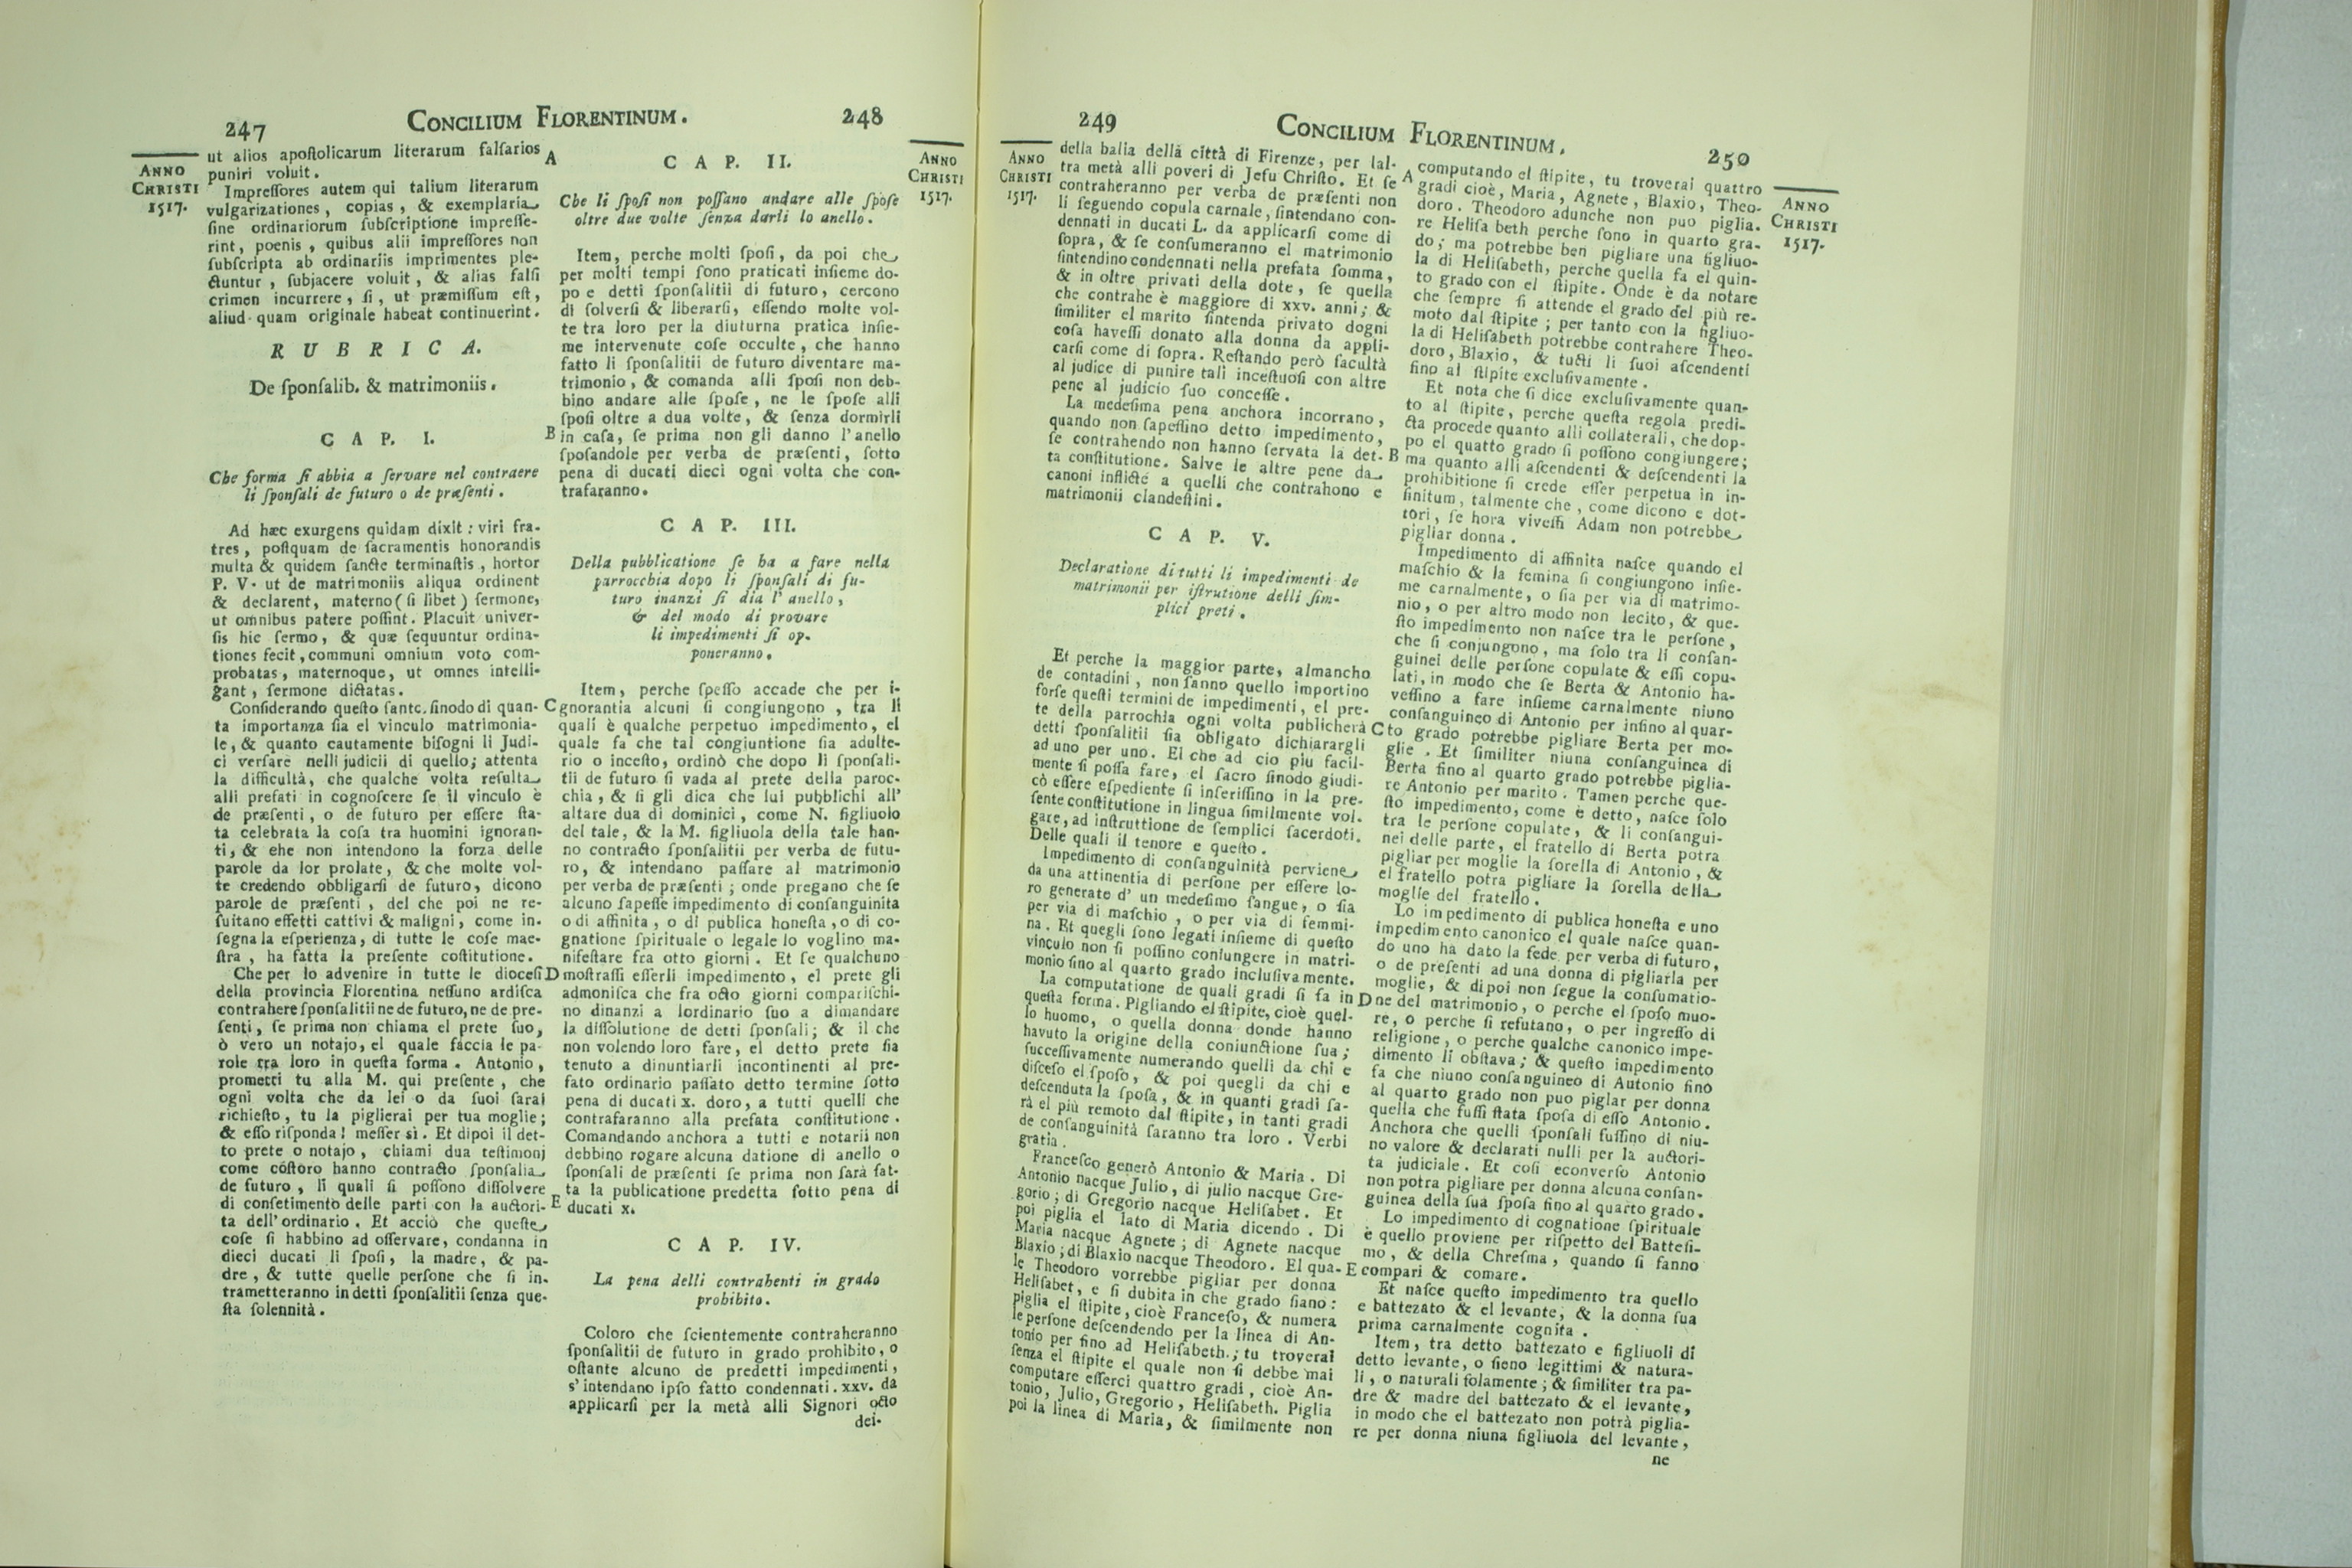 247
CONCILIUM FLORENTINUM.
248
ANNO
CHRISTI
1517.
ut alios apoſtolicarum literarum falſarios
puniri voluit.
Impreſſores autem qui talium literarum
vulgarizationes, copias, & exemplaria
ſine ordinariorum ſubſcriptione impreſſe-
rint, poenis, quibus alii impreſſores non
ſubſcripta ab ordinariis imprimentes ple-
ctuntur, ſubjacere voluit, & alias falſi
crimen incurrere, ſi, ut præmiſſum eſt,
aliud quam originale habeat continuerint.
RUBRICA.
De ſponſalib. & matrimoniis.
CAP. I.
Che forma ſi abbia a ſervare nel contraere
li ſponſali de futuro o de præſenti.
Ad hæc exurgens quidam dixit: viri fra-
tres, poſtquam de ſacramentis honorandis
multa & quidem ſancte terminaſtis, hortor
P. V. ut de matrimoniis aliqua ordinent
& declarent, materno (ſi libet) ſermone,
ut omnibus patere poſſint. Placuit univer-
ſis hic ſermo, & quæ ſequuntur ordina-
tiones fecit, communi omnium voto com-
probatas, maternoque, ut omnes intelli-
gant, ſermone dictatas.
Conſiderando queſto ſantc. ſinodo di quan-
ta importanza ſia el vinculo matrimonia-
le, & quanto cautamente biſogni li Judi-
ci verſare nelli judicii di quello; attenta
la difficultà, che qualche volta reſulta
alli prefati in cognoſcere ſe il vinculo è
de præſenti, o de futuro per eſſere ſta-
ta celebrata la coſa tra huomini ignoran-
ti, & ehe non intendono la forza delle
parole da lor prolate, & che molte vol-
te credendo obbligarſi de futuro, dicono
parole de præſenti, del che poi ne re-
ſuitano effetti cattivi & maligni, come in-
ſegna la eſperienza, di tutte le coſe mae-
ſtra, ha fatta la preſente coſtitutione.
Che per lo advenire in tutte le dioceſi
della provincia Florentina neſſuno ardiſca
contrahere ſponſalitii ne de futuro, ne de pre-
ſenti, ſe prima non chiama el prete ſuo,
ò vero un notajo, el quale faccia le pa-
role tra loro in queſta forma. Antonio,
prometti tu alla M. qui preſente, che
ogni volta che da lei o da ſuoi ſarai
richieſto, tu la piglierai per tua moglie;
& eſſo riſponda! meſſer sì. Et dipoi il det-
to prete o notajo, chiami dua teſtimonj
come coſtoro hanno contracto ſponſalia
de futuro, li quali ſi poſſono diſſolvere
di conſetimento delle parti con la auctori-
ta dell'ordinario. Et acciò che queſte
coſe ſi habbino ad oſſervare, condanna in
dieci ducati li ſpoſi, la madre, & pa-
dre, & tutte quelle perſone che ſi in-
trametteranno in detti ſponſalitii ſenza que-
ſta ſolennità.
A
B
C
D
E
CAP. II.
Che li ſpoſi non poſſano andare alle ſpoſe
oltre due volte ſenza darli lo anello.
Item, perche molti ſpoſi, da poi che
per molti tempi ſono praticati inſieme do-
po e detti ſponſalitii di futuro, cercono
di ſolverſi & liberarſi, eſſendo molte vol-
te tra loro per la diuturna pratica inſie-
me intervenute coſe occulte, che hanno
fatto li ſponſalitii de futuro diventare ma-
trimonio, & comanda alli ſpoſi non deb-
bino andare alle ſpoſe, ne le ſpoſe alli
ſpoſi oltre a dua volte, & ſenza dormirli
in caſa, ſe prima non gli danno l'anello
ſpoſandole per verba de præſenti, ſotto
pena di ducati dieci ogni volta che con-
trafaranno.
CAP. III.
Della pubblicatione ſe ha a fare nella
parrocchia dopo li ſponſali di fu-
turo inanzi ſi dia l'anello,
& del modo di provare
li impedimenti ſi op-
poneranno.
Item, perche ſpeſſo accade che per i-
gnorantia alcuni ſi congiungono, tra li
quali è qualche perpetuo impedimento, el
quale fa che tal congiuntione ſia adulte-
rio o inceſto, ordinò che dopo li ſponſali-
tii de futuro ſi vada al prete della paroc-
chia, & ſi gli dica che lui pubblichi all'
altare dua di dominici, come N. figliuolo
del tale, & la M. figliuola della tale han-
no contracto ſponſalitii per verba de futu-
ro, & intendano paſſare al matrimonio
per verba de præſenti; onde pregano che ſe
alcuno ſapeſſe impedimento di conſanguinita
o di affinita, o di publica honeſta, o di co-
gnatione ſpirituale o legale lo voglino ma-
nifeſtare fra otto giorni. Et ſe qualchuno
moſtraſſi eſſerli impedimento, el prete gli
admoniſca che fra octo giorni compariſchi-
no dinanzi a lordinario ſuo a dimandare
la diſſolutione de detti ſponſali; & il che
non volendo loro fare, el detto prete ſia
tenuto a dinuntiarli incontinenti al pre-
fato ordinario paſſato detto termine ſotto
pena di ducati x. doro, a tutti quelli che
contrafaranno alla prefata conſtitutione.
Comandando anchora a tutti e notarii non
debbino rogare alcuna datione di anello o
ſponſali de præſenti ſe prima non ſarà fat-
ta la publicatione predetta ſotto pena di
ducati x.
CAP. IV.
La pena delli contrahenti in grado
prohibito.
Coloro che ſcientemente contraheranno
ſponſalitii de futuro in grado prohibito, o
oſtante alcuno de predetti impedimenti,
s'intendano ipſo fatto condennati. xxv. da
applicarſi per la metà alli Signori octo
dei-
ANNO
CHRISTI
1517.
249
CONCILIUM FLORENTINUM.
250
ANNO
CHRISTI
1517.
della balia della città di Firenze, per lal-
tra metà alli poveri di Jeſu Chriſto. Et ſe
contraheranno per verba de præſenti non
li ſeguendo copula carnale, ſintendano con-
dennati in ducati L. da applicarſi come di
ſopra, & ſe conſumeranno el matrimonio
ſintendino condennati nella prefata ſomma,
& in oltre privati della dote, ſe quella
che contrahe è maggiore di xxv. anni; &
ſimiliter el marito ſintenda privato dogni
coſa haveſſi donato alla donna da appli-
carſi come di ſopra. Reſtando però facultà
al judice di punire tali inceſtuoſi con altre
pene al judicio ſuo conceſſe.
La medeſima pena anchora incorrano,
quando non ſapeſſino detto impedimento,
ſe contrahendo non hanno ſervata la det-
ta conſtitutione. Salve le altre pene da
canoni inflicte a quelli che contrahono e
matrimonii clandeſtini.
CAP. V.
Declaratione di tutti li impedimenti de
matrimonii per iſtrutione delli ſim-
plici preti.
Et perche la maggior parte, almancho
de contadini, non ſanno quello importino
forſe queſti termini de impedimenti, el pre-
te della parrochia ogni volta publicherà
detti ſponſalitii ſia obligato dichiarargli
ad uno per uno. El che ad cio piu facil-
mente ſi poſſa fare, el ſacro ſinodo giudi-
cò eſſere eſpediente ſi inſeriſſino in la pre-
ſente conſtitutione in lingua ſimilmente vol-
gare, ad inſtruttione de ſemplici ſacerdoti.
Delle quali il tenore e queſto.
Impedimento di conſanguinità perviene
da una attinentia di perſone per eſſere lo-
ro generate d' un medeſimo ſangue, o ſia
per via di maſchio, o per via di femmi-
na. Et quegli ſono legati inſieme di queſto
vinculo non ſi poſſino coniungere in matri-
monio fino al quarto grado incluſivamente.
La computatione de quali gradi ſi fa in
queſta forma. Pigliando el ſtipite, cioè quel-
lo huomo, o quella donna donde hanno
havuto la origine della coniunctione ſua;
ſucceſſivamente numerando quelli da chi e
diſceſo el ſpoſo, & poi quegli da chi e
deſcenduta la ſpoſa, & in quanti gradi ſa-
rà el più remoto dal ſtipite, in tanti gradi
de conſanguinità ſaranno tra loro. Verbi
gratia.
Franceſco generò Antonio & Maria. Di
Antonio nacque Julio, di julio nacque Gre-
gorio; di Gregorio nacque Heliſabet. Et
poi piglia el lato di Maria dicendo. Di
Maria nacque Agnete; di Agnete nacque
Blaxio; di Blaxio nacque Theodoro. El qua-
le Theodoro vorrebbe pigliar per donna
Heliſabet, e ſi dubita in che grado ſiano:
piglia el ſtipite, cioè Franceſo, & numera
le perſone deſcendendo per la linea di An-
tonio per fino ad Heliſabeth.; tu troverai
ſenza el ſtipite el quale non ſi debbe mai
computare eſſerci quattro gradi, cioè An-
tonio, Julio, Gregorio, Heliſabeth. Piglia
poi la linea di Maria, & ſimilmente non
A
B
C
D
E
computando el ſtipite, tu troverai quattro
gradi cioè, Maria, Agnete, Blaxio, Theo-
doro. Theodoro adunche non puo piglia-
re Heliſa beth perche ſono in quarto gra-
do; ma potrebbe ben pigliare una figliuo-
la di Heliſabeth, perche quella fa el quin-
to grado con el ſtipite. Onde è da notare
che ſempre ſi attende el grado del più re-
moto dal ſtipite; per tanto con la figliuo-
la di Heliſabeth potrebbe contrahere Theo-
doro, Blaxio, & tucti li ſuoi aſcendenti
fino al ſtipite excluſivamente.
Et nota che ſi dice excluſivamente quan-
to al ſtipite, perche queſta regola predi-
cta procede quanto alli collaterali, che dop-
po el quatto grado ſi poſſono congiungere;
ma quanto alli aſcendenti & deſcendenti la
prohibitione ſi crede eſſer perpetua in in-
finitum, talmente che, come dicono e dot-
tori, ſe hora viveſſi Adam non potrebbe
pigliar donna.
Impedimento di affinita naſce quando el
maſchio & la femina ſi congiungono inſie-
me carnalmente, o ſia per via di matrimo-
nio, o per altro modo non lecito, & que-
ſto impedimento non naſce tra le perſone,
che ſi conjungono, ma ſolo tra li conſan-
guinei delle perſone copulate & eſſi copu-
lati, in modo che ſe Berta & Antonio ha-
veſſino a fare inſieme carnalmente niuno
conſanguineo di Antonio per infino al quar-
to grado potrebbe pigliare Berta per mo-
glie. Et ſimiliter niuna conſanguinea di
Berta fino al quarto grado potrebbe piglia-
re Antonio per marito. Tamen perche que-
ſto impedimento, come e detto, naſce ſolo
tra le perſone copulate, & li conſangui-
nei delle parte, el fratello di Berta potra
pigliar per moglie la ſorella di Antonio, &
el fratello potra pigliare la ſorella della
moglie del fratello.
Lo impedimento di publica honeſta e uno
impedimento canonico el quale naſce quan-
do uno ha dato la fede per verba di futuro,
o de preſenti ad una donna di pigliarla per
moglie, & dipoi non ſegue la conſumatio-
ne del matrimonio, o perche el ſpoſo muo-
re, o perche ſi refutano, o per ingreſſo di
religione, o perche qualche canonico impe-
dimento li obſtava; & queſto impedimento
fa che niuno conſanguineo di Autonio fino
al quarto grado non puo piglar per donna
quella che fuſſi ſtata ſpoſa di eſſo Antonio.
Anchora che quelli ſponſali fuſſino di niu-
no valore & declarati nulli per la auctori-
ta judiciale. Et coſi econverſo Antonio
non potra pigliare per donna alcuna conſan-
guinea della ſua ſpoſa fino al quarto grado.
Lo impedimento di cognatione ſpirituale
è quello proviene per riſpetto del Batteſi-
mo, & della Chreſma, quando ſi fanno
compari & comare.
Et naſce queſto impedimento tra quello
e battezato & el levante, & la donna ſua
prima carnalmente cognita.
Item, tra detto battezato e figliuoli di
detto levante, o ſieno legittimi & natura-
li, o naturali ſolamente; & ſimiliter tra pa-
dre & madre del battezato & el levante,
in modo che el battezato non potrà piglia-
re per donna niuna figliuola del levante,
ne